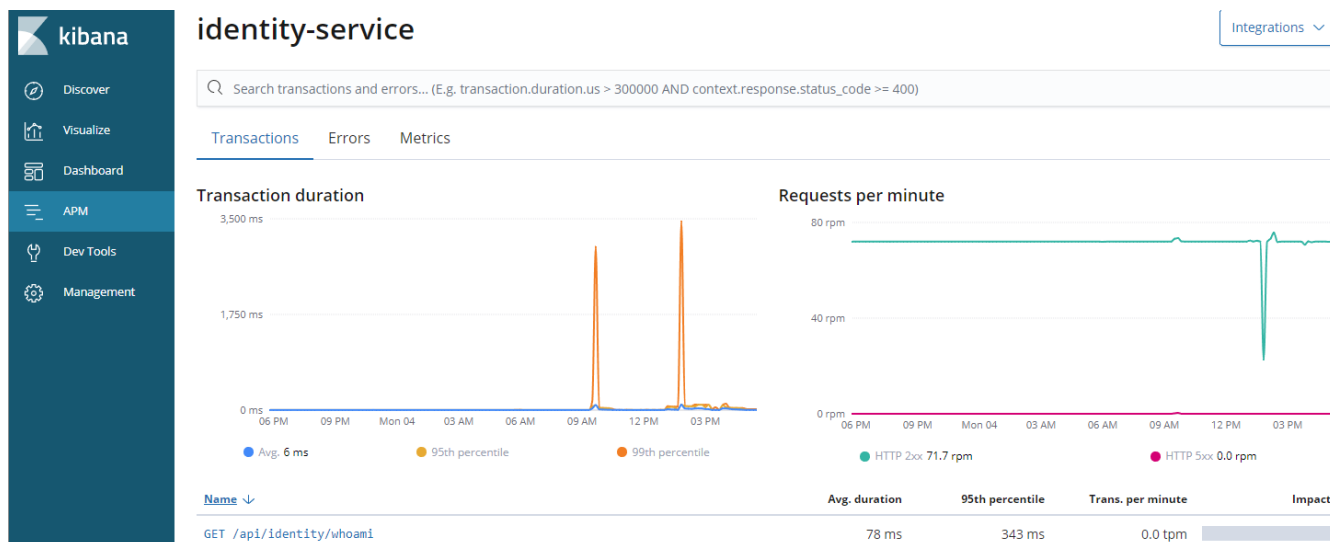 kibana
Discover
Visualize
Dashboard
APM
Dev Tools
Management
identity-service
Integrations
Search transactions and errors... (E.g. transaction.duration.us > 300000 AND context.response.status_code >= 400)
Transactions Errors Metrics
Transaction duration
3,500 ms
1,750 ms
0 ms
06 PM 09 PM Mon 04 03 AM 06 AM 09 AM 12 PM 03 PM
Avg. 6 ms 95th percentile 99th percentile
Requests per minute
80 rpm
40 rpm
0 rpm
06 PM 09 PM Mon 04 03 AM 06 AM 09 AM 12 PM 03 PM
HTTP 2xx 71.7 rpm HTTP 5xx 0.0 rpm
Name Avg. duration 95th percentile Trans. per minute Impact
GET /api/identity/whoami 78 ms 343 ms 0.0 tpm